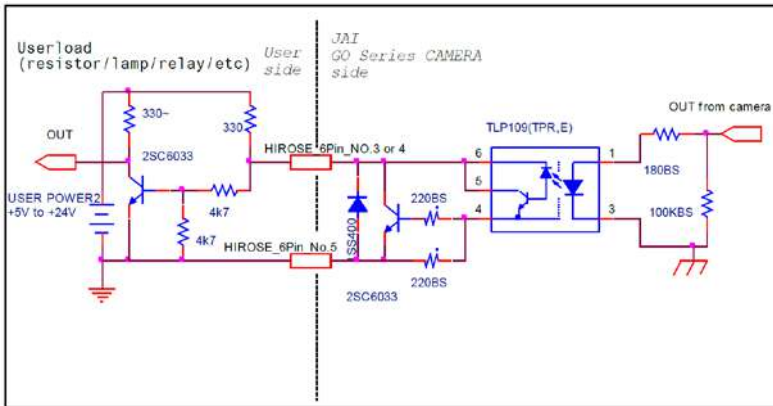 Userload
(resistor/lamp/relay/etc)
User
side
JAI
GO Series CAMERA
side
330~
330
OUT
2SC6033
HIROSE_6Pin_NO.3 or 4
USER POWER2
+5V to +24V
4k7
4k7
HIROSE_6Pin_No.5
1SS400
220BS
220BS
2SC6033
TLP109(TPR,E)
6
5
4
1
3
OUT from camera
180BS
100KBS